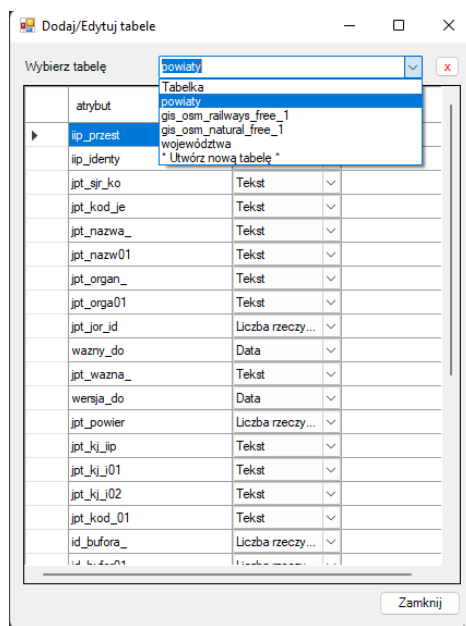 Dodaj/Edytuj tabele
Wybierz tabelę powiaty x
Tabelka
powiaty
gis_osm_railways_free_1
gis_osm_natural_free_1
województwa
* Utwórz nową tabelę *
atrybut
iip_przest
iip_identy
jpt_sjr_ko Tekst
jpt_kod_je Tekst
jpt_nazwa_ Tekst
jpt_nazw01 Tekst
jpt_organ_ Tekst
jpt_orga01 Tekst
jpt_jor_id Liczba rzeczy...
wazny_do Data
jpt_wazna_ Tekst
wersja_do Data
jpt_powier Liczba rzeczy...
jpt_kj_iip Tekst
jpt_kj_i01 Tekst
jpt_kj_i02 Tekst
jpt_kod_01 Tekst
id_bufora_ Liczba rzeczy...
Zamknij